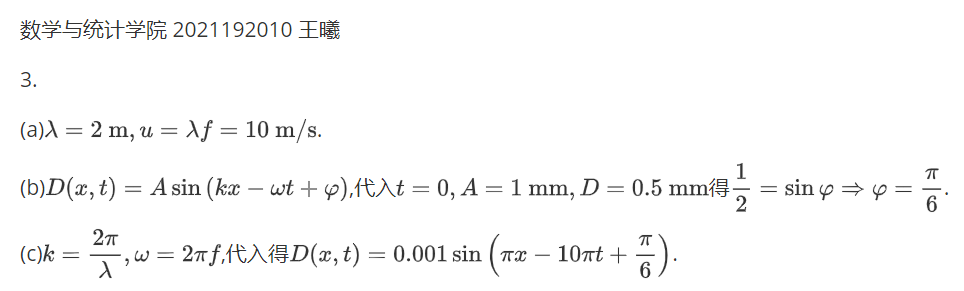 数学与统计学院 2021192010 王曦
3.
(a)λ = 2 m, u = λf = 10 m/s.
(b)D(x, t) = A sin (kx − ωt + φ),代入t = 0, A = 1 mm, D = 0.5 mm得1/2 = sin φ ⇒ φ = π/6.
(c)k = 2π/λ, ω = 2πf,代入得D(x, t) = 0.001 sin (πx − 10πt + π/6).